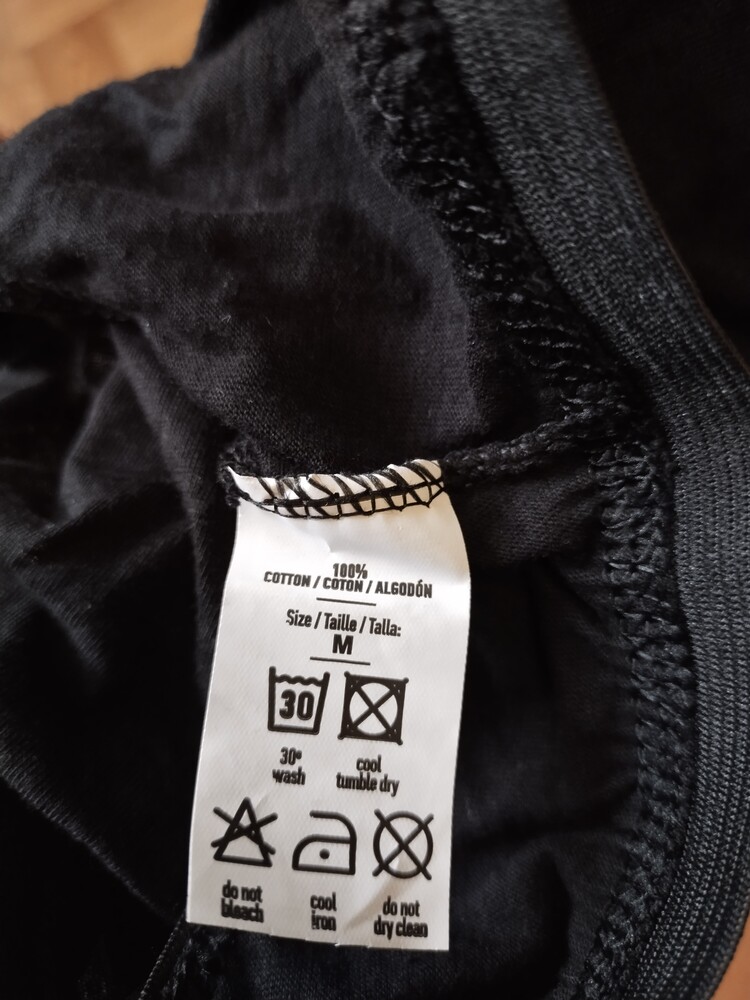 100%
COTTON / COTON / ALGODÓN
Size / Taille / Talla:
M
30
30° wash
cool tumble dry
do not bleach
cool iron
do not dry clean